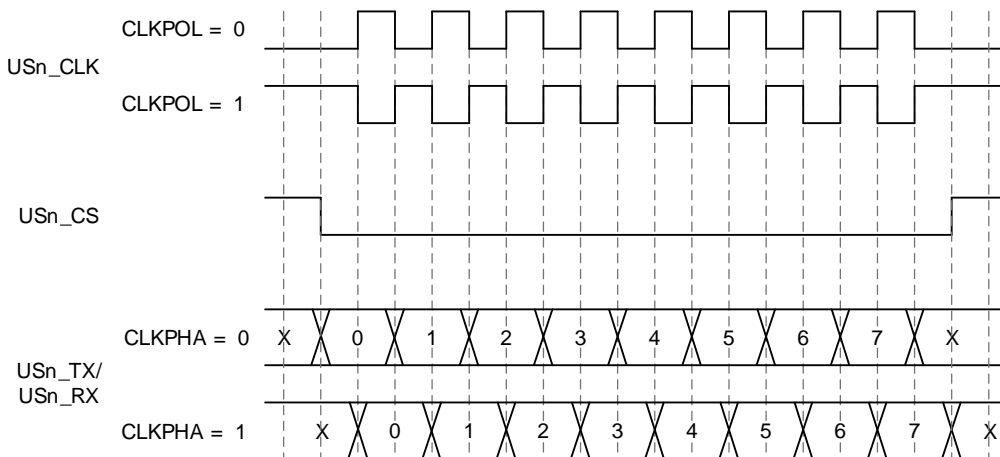 CLKPOL = 0
USn_CLK
CLKPOL = 1
USn_CS
CLKPHA = 0 X 0 1 2 3 4 5 6 7 X
USn_TX/
USn_RX
CLKPHA = 1 X 0 1 2 3 4 5 6 7 X